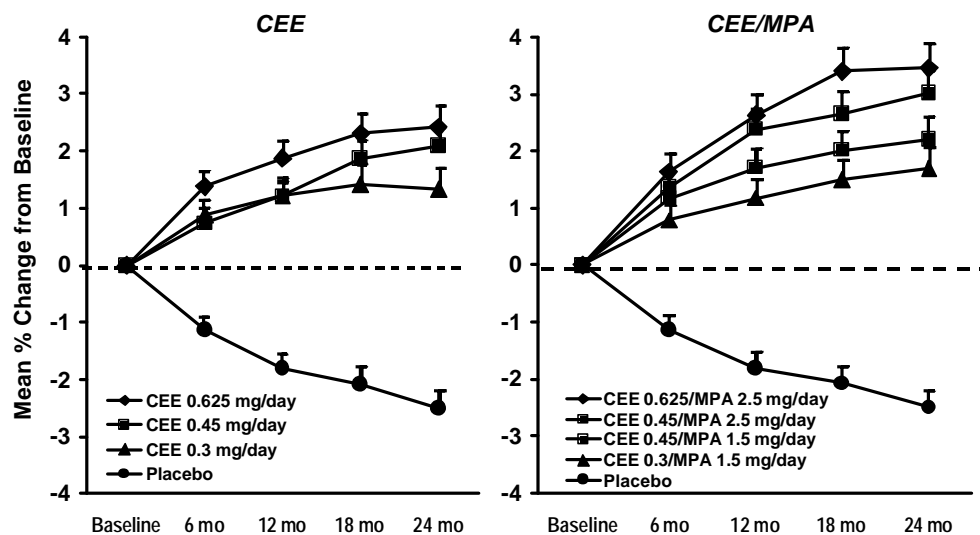 CEE
CEE/MPA
Mean % Change from Baseline
4
3
2
1
0
-1
-2
-3
-4
CEE 0.625 mg/day
CEE 0.45 mg/day
CEE 0.3 mg/day
Placebo
Baseline 6 mo 12 mo 18 mo 24 mo
4
3
2
1
0
-1
-2
-3
-4
CEE 0.625/MPA 2.5 mg/day
CEE 0.45/MPA 2.5 mg/day
CEE 0.45/MPA 1.5 mg/day
CEE 0.3/MPA 1.5 mg/day
Placebo
Baseline 6 mo 12 mo 18 mo 24 mo